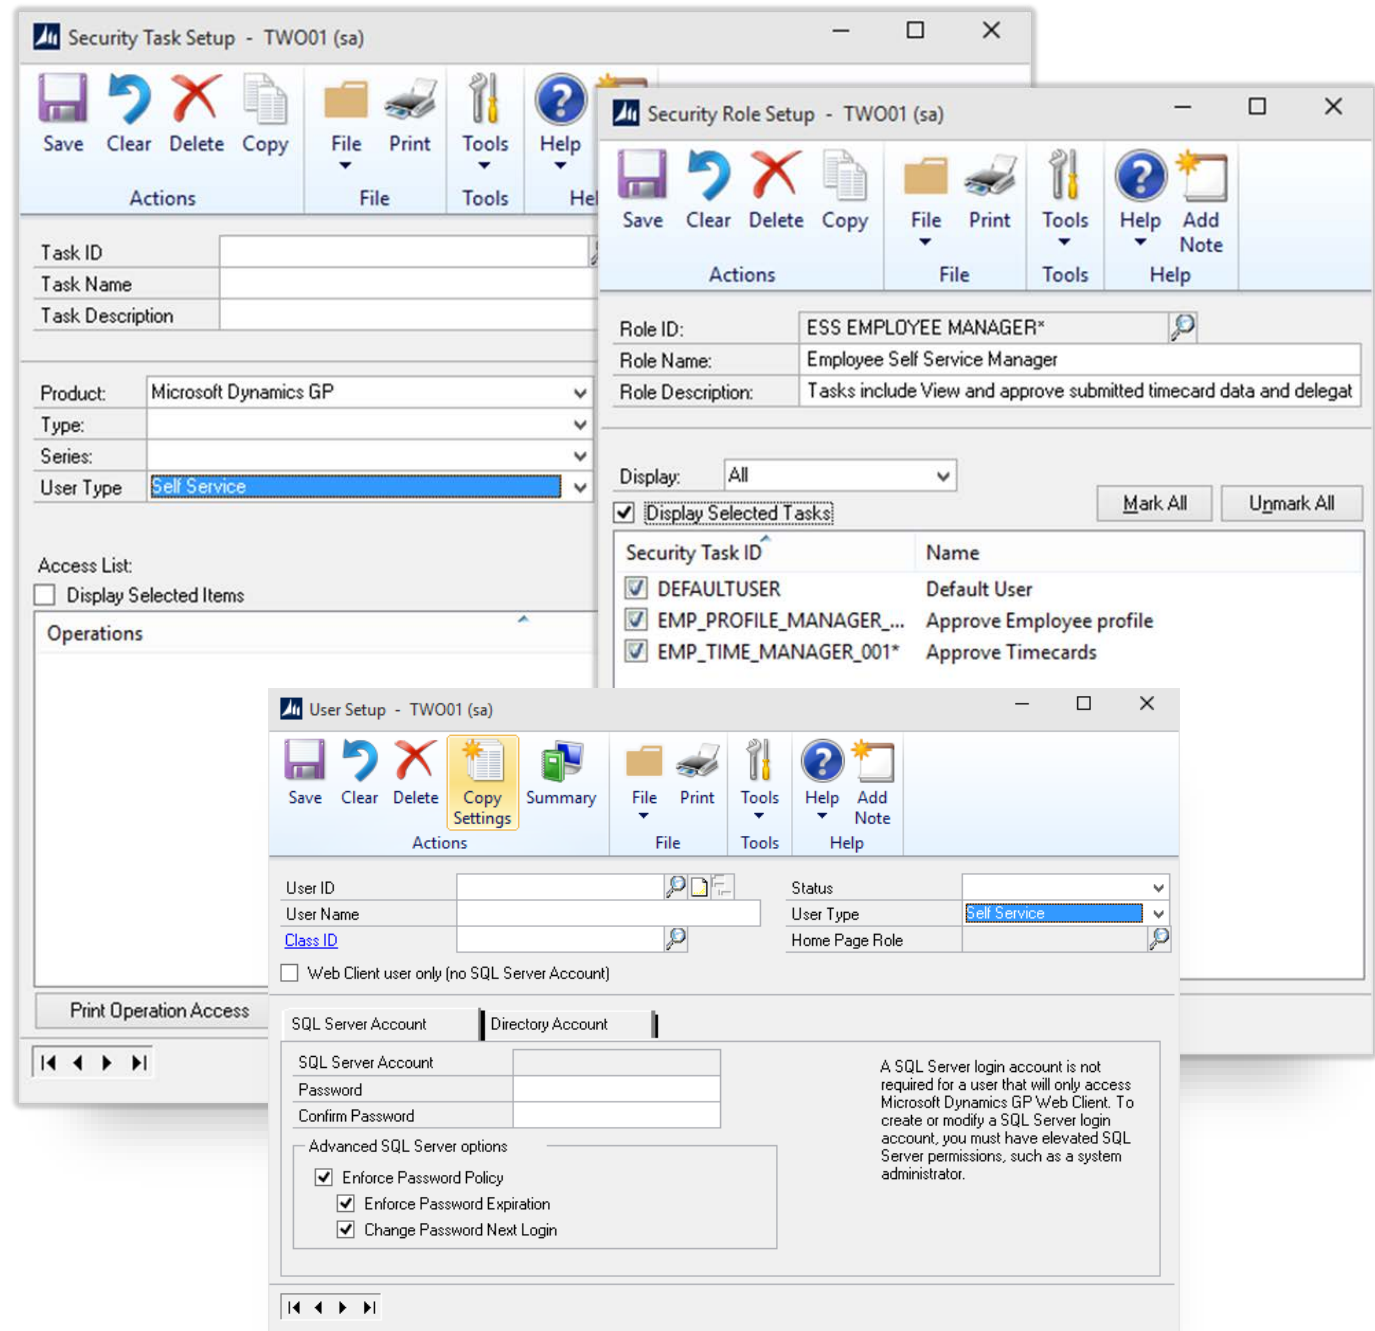 Security Task Setup - TWO01 (sa)
Save Clear Delete Copy File Print Tools Help
Actions File Tools Hel
Task ID
Task Name
Task Description
Product: Microsoft Dynamics GP
Type:
Series:
User Type Self Service
Access List:
Display Selected Items
Operations
Print Operation Access
Security Role Setup - TWO01 (sa)
Save Clear Delete Copy File Print Tools Help Add Note
Actions File Tools Help
Role ID: ESS EMPLOYEE MANAGER*
Role Name: Employee Self Service Manager
Role Description: Tasks include View and approve submitted timecard data and delegat
Display: All
Display Selected Tasks
Mark All Unmark All
Security Task ID Name
DEFAULTUSER Default User
EMP_PROFILE_MANAGER_... Approve Employee profile
EMP_TIME_MANAGER_001* Approve Timecards
User Setup - TWO01 (sa)
Save Clear Delete Copy Settings Summary File Print Tools Help Add Note
Actions File Tools Help
User ID Status
User Name User Type Self Service
Class ID Home Page Role
Web Client user only (no SQL Server Account)
SQL Server Account Directory Account
SQL Server Account
Password
Confirm Password
Advanced SQL Server options
Enforce Password Policy
Enforce Password Expiration
Change Password Next Login
A SQL Server login account is not
required for a user that will only access
Microsoft Dynamics GP Web Client. To
create or modify a SQL Server login
account, you must have elevated SQL
Server permissions, such as a system
administrator.